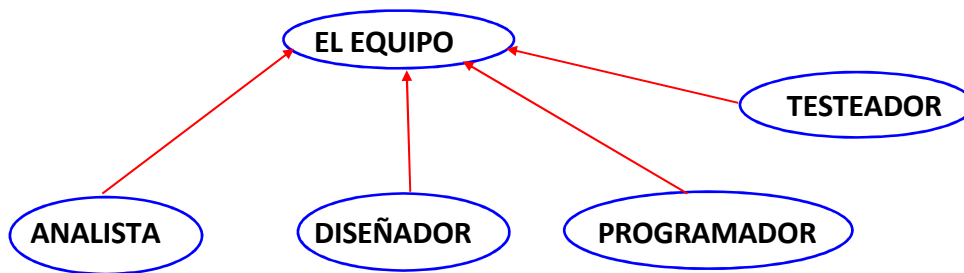 EL EQUIPO
TESTEADOR
ANALISTA
DISEÑADOR
PROGRAMADOR